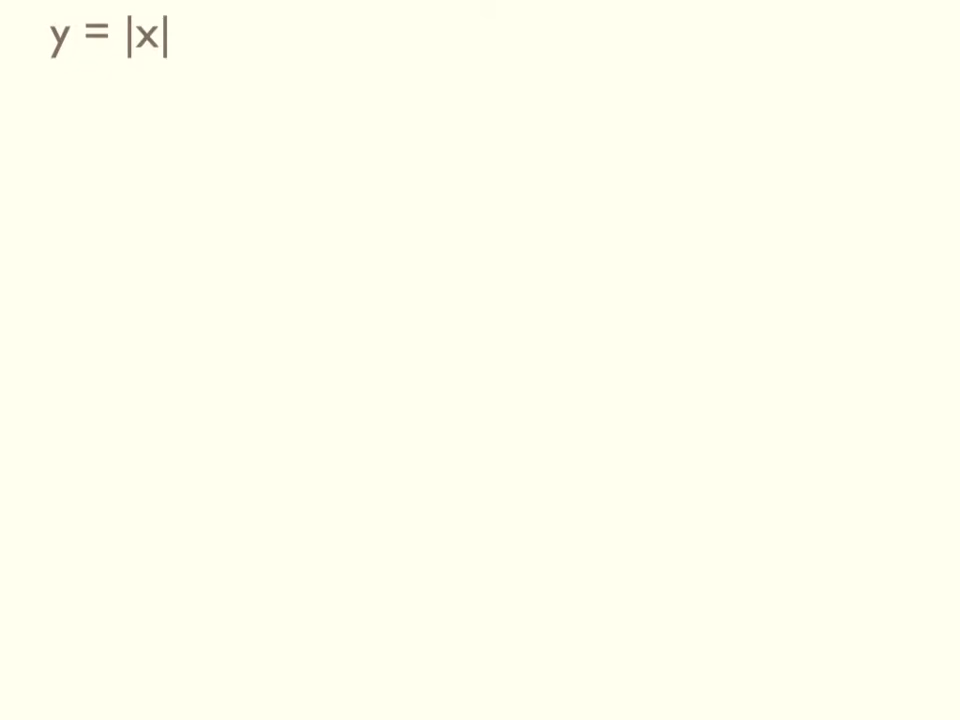 y = |x|